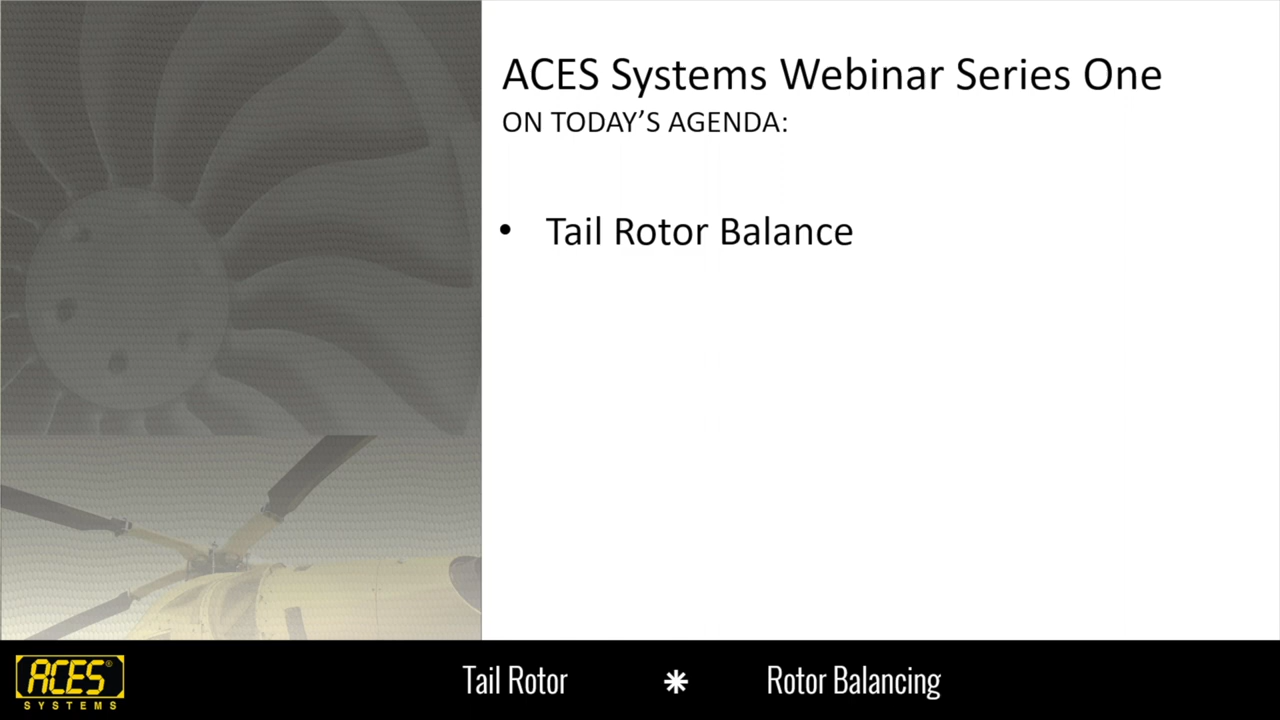 ACES Systems Webinar Series One
ON TODAY’S AGENDA:
• Tail Rotor Balance
ACES®
SYSTEMS
Tail Rotor * Rotor Balancing